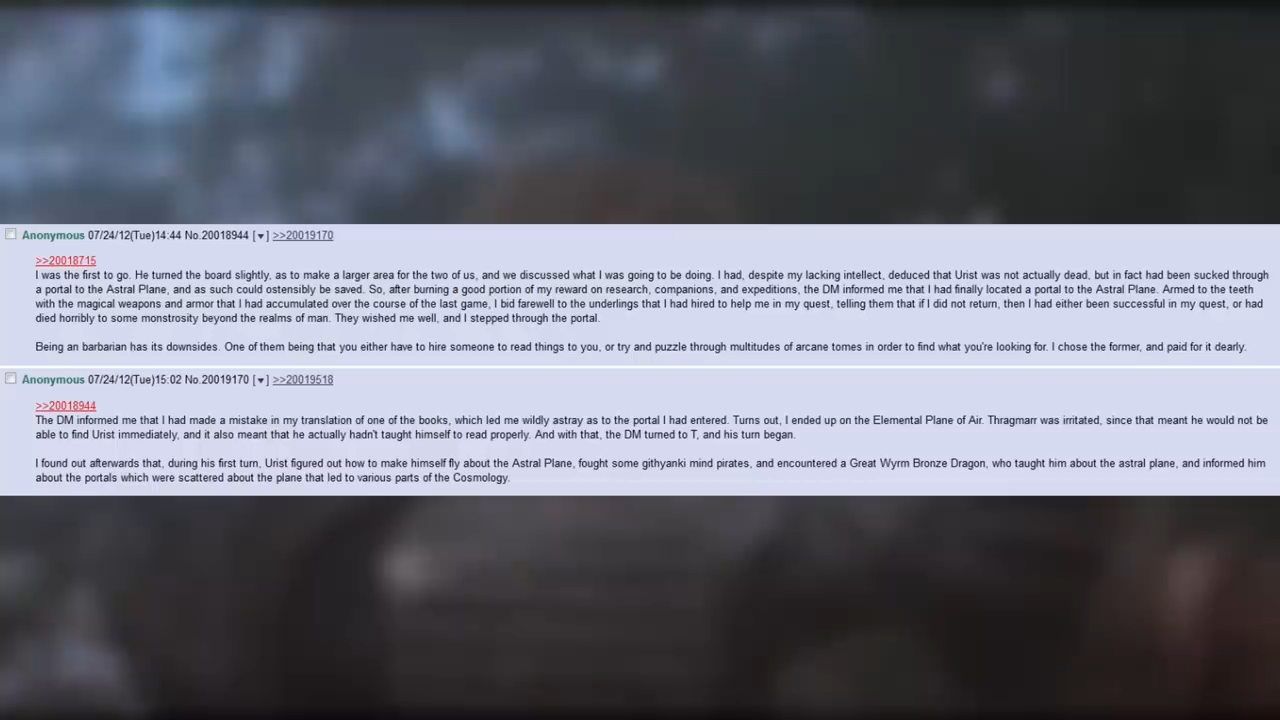 Anonymous 07/24/12(Tue)14:44 No.20018944 [▾] >>20019170
>>20018715
I was the first to go. He turned the board slightly, as to make a larger area for the two of us, and we discussed what I was going to be doing. I had, despite my lacking intellect, deduced that Urist was not actually dead, but in fact had been sucked through
a portal to the Astral Plane, and as such could ostensibly be saved. So, after burning a good portion of my reward on research, companions, and expeditions, the DM informed me that I had finally located a portal to the Astral Plane. Armed to the teeth
with the magical weapons and armor that I had accumulated over the course of the last game, I bid farewell to the underlings that I had hired to help me in my quest, telling them that if I did not return, then I had either been successful in my quest, or had
died horribly to some monstrosity beyond the realms of man. They wished me well, and I stepped through the portal.
Being an barbarian has its downsides. One of them being that you either have to hire someone to read things to you, or try and puzzle through multitudes of arcane tomes in order to find what you're looking for. I chose the former, and paid for it dearly.
Anonymous 07/24/12(Tue)15:02 No.20019170 [▾] >>20019518
>>20018944
The DM informed me that I had made a mistake in my translation of one of the books, which led me wildly astray as to the portal I had entered. Turns out, I ended up on the Elemental Plane of Air. Thragmarr was irritated, since that meant he would not be
able to find Urist immediately, and it also meant that he actually hadn't taught himself to read properly. And with that, the DM turned to T, and his turn began.
I found out afterwards that, during his first turn, Urist figured out how to make himself fly about the Astral Plane, fought some githyanki mind pirates, and encountered a Great Wyrm Bronze Dragon, who taught him about the astral plane, and informed him
about the portals which were scattered about the plane that led to various parts of the Cosmology.